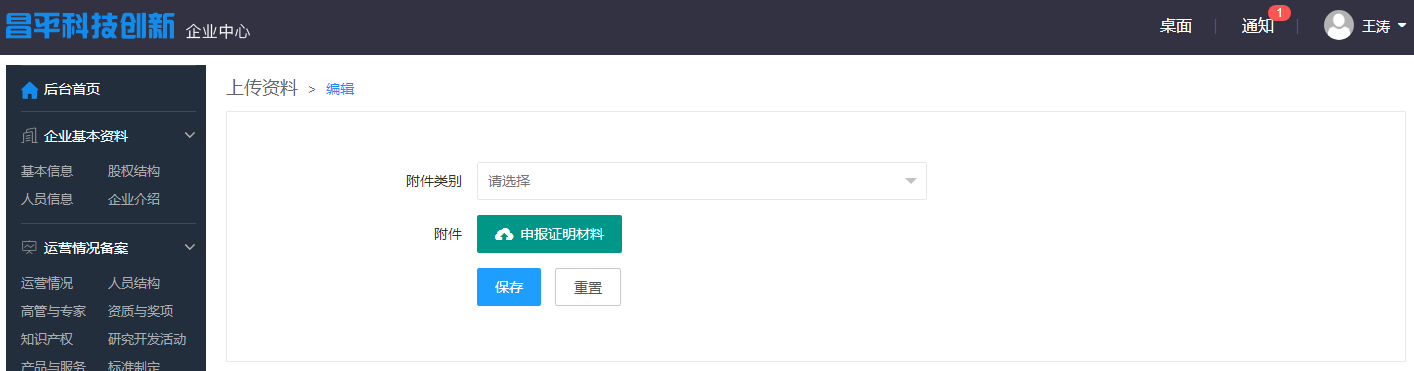 昌平科技创新 企业中心
桌面 通知 1 王涛
后台首页
企业基本资料
基本信息 股权结构
人员信息 企业介绍
运营情况备案
运营情况 人员结构
高管与专家 资质与奖项
知识产权 研究开发活动
产品与服务 标准制定
上传资料 > 编辑
附件类别 请选择
附件 申报证明材料
保存 重置